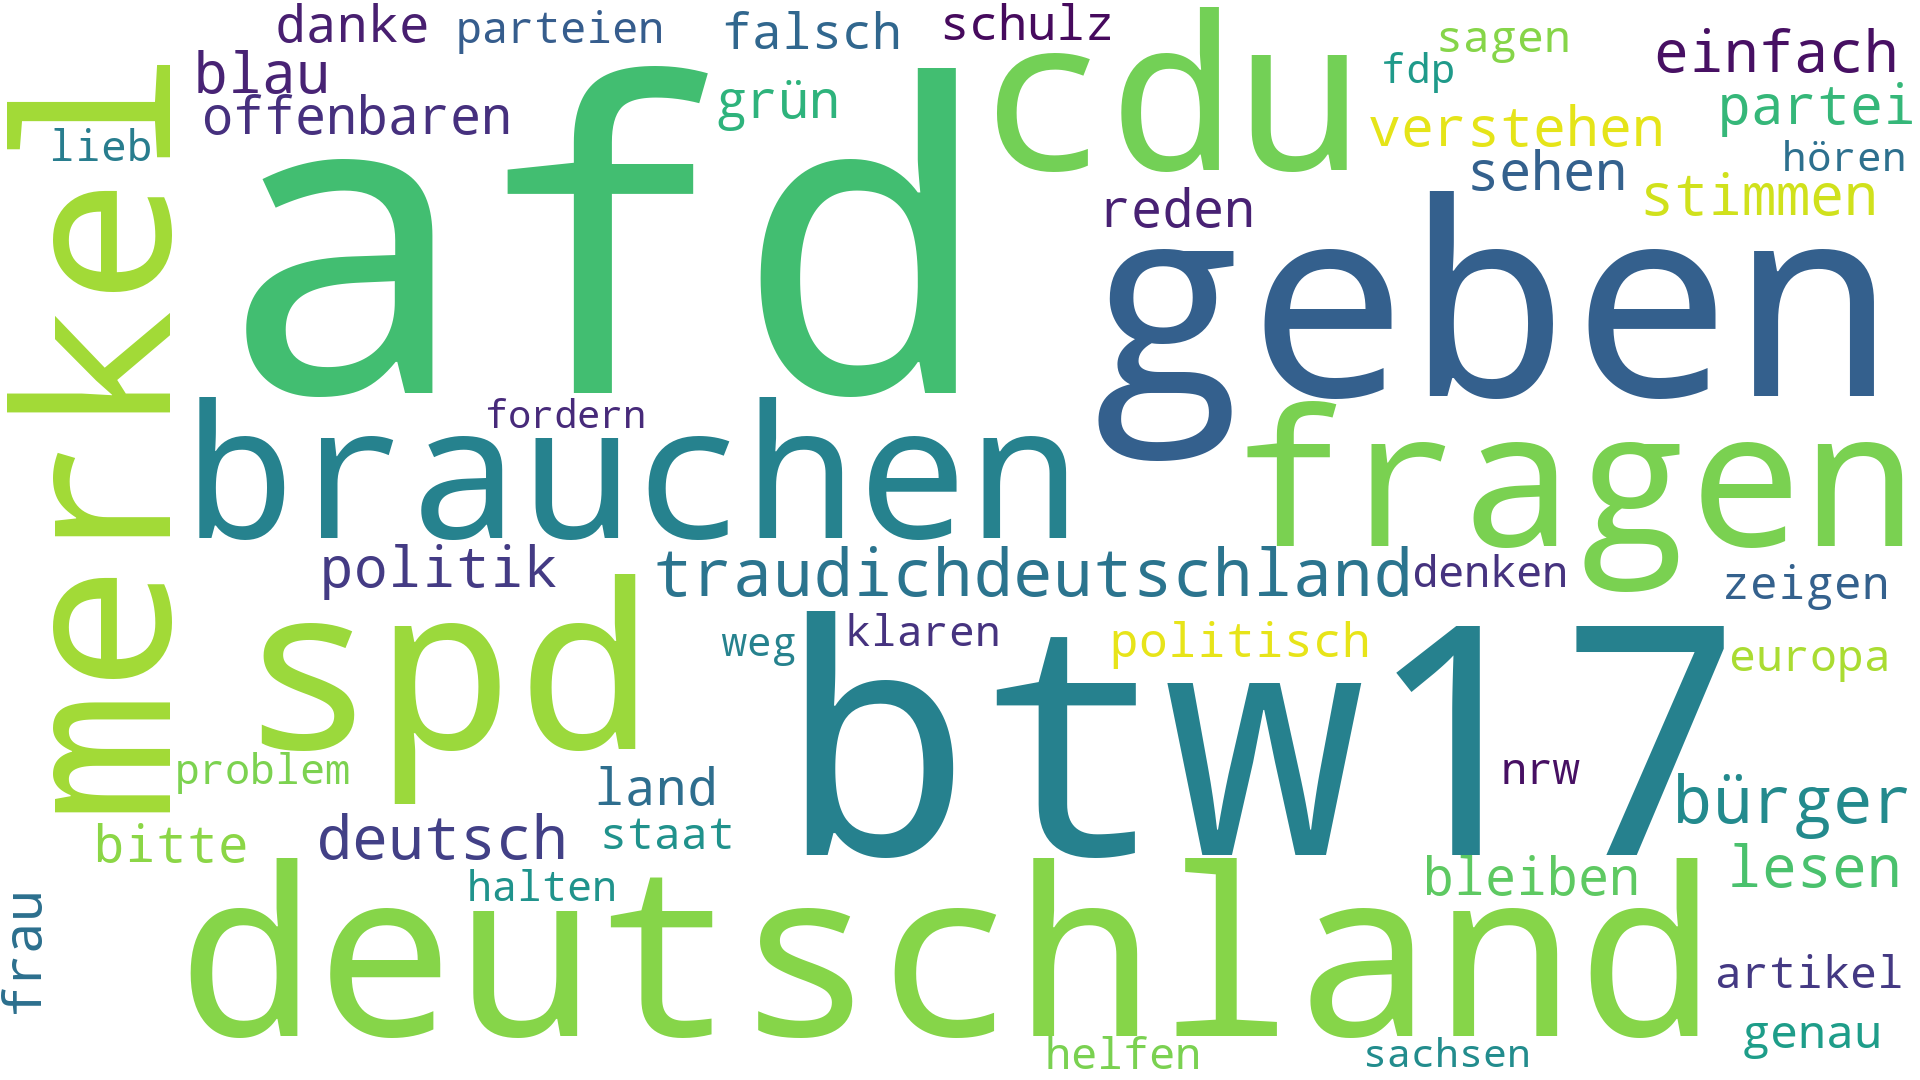 danke
parteien
falsch
schulz
cdu
sagen
einfach
blau
fdp
offenbaren
grün
partei
merkel
lieb
afd
verstehen
hören
sehen
reden
stimmen
geben
brauchen
fordern
fragen
politik
traudichdeutschland
denken
zeigen
spd
weg
klaren
politisch
btw17
europa
problem
land
nrw
bürger
bitte
deutsch
staat
lesen
halten
bleiben
deutschland
frau
artikel
genau
helfen
sachsen